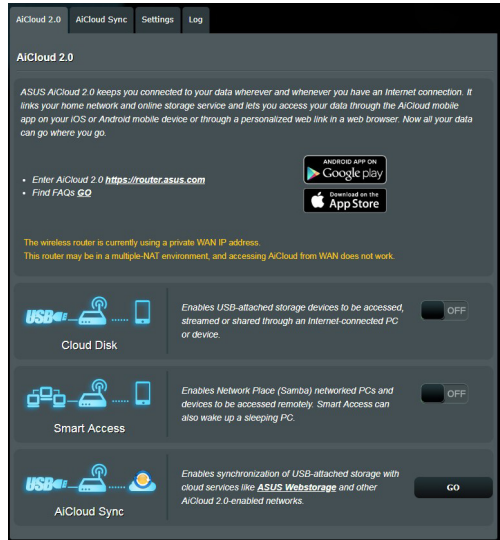 AiCloud 2.0 AiCloud Sync Settings Log
AiCloud 2.0
ASUS AiCloud 2.0 keeps you connected to your data wherever and whenever you have an Internet connection. It
links your home network and online storage service and lets you access your data through the AiCloud mobile
app on your iOS or Android mobile device or through a personalized web link in a web browser. Now all your data
can go where you go.
ANDROID APP ON
Google play
• Enter AiCloud 2.0 https://router.asus.com
• Find FAQs GO
Download on the
App Store
The wireless router is currently using a private WAN IP address.
This router may be in a multiple-NAT environment, and accessing AiCloud from WAN does not work.
USB
Cloud Disk
Enables USB-attached storage devices to be accessed,
streamed or shared through an Internet-connected PC
or device.
OFF
Smart Access
Enables Network Place (Samba) networked PCs and
devices to be accessed remotely. Smart Access can
also wake up a sleeping PC.
OFF
USB
AiCloud Sync
Enables synchronization of USB-attached storage with
cloud services like ASUS Webstorage and other
AiCloud 2.0-enabled networks.
GO